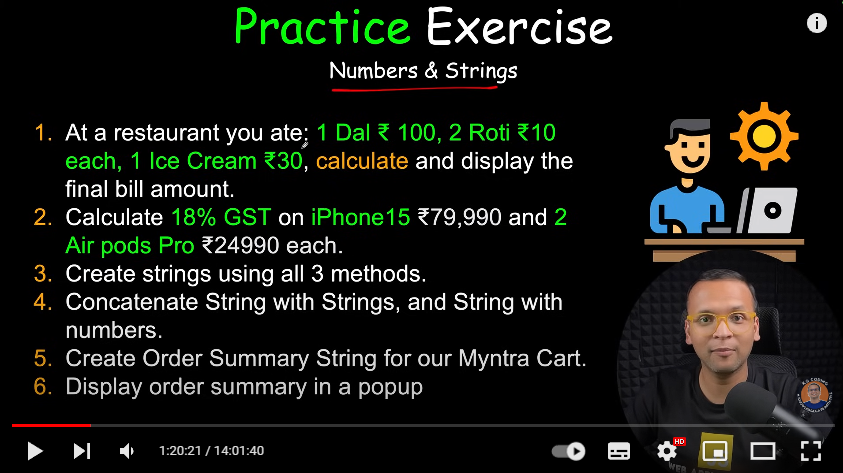 Practice Exercise
Numbers & Strings
1. At a restaurant you ate: 1 Dal ₹ 100, 2 Roti ₹10
each, 1 Ice Cream ₹30, calculate and display the
final bill amount.
2. Calculate 18% GST on iPhone15 ₹79,990 and 2
Air pods Pro ₹24990 each.
3. Create strings using all 3 methods.
4. Concatenate String with Strings, and String with
numbers.
5. Create Order Summary String for our Myntra Cart.
6. Display order summary in a popup
1:20:21 / 14:01:40
HD